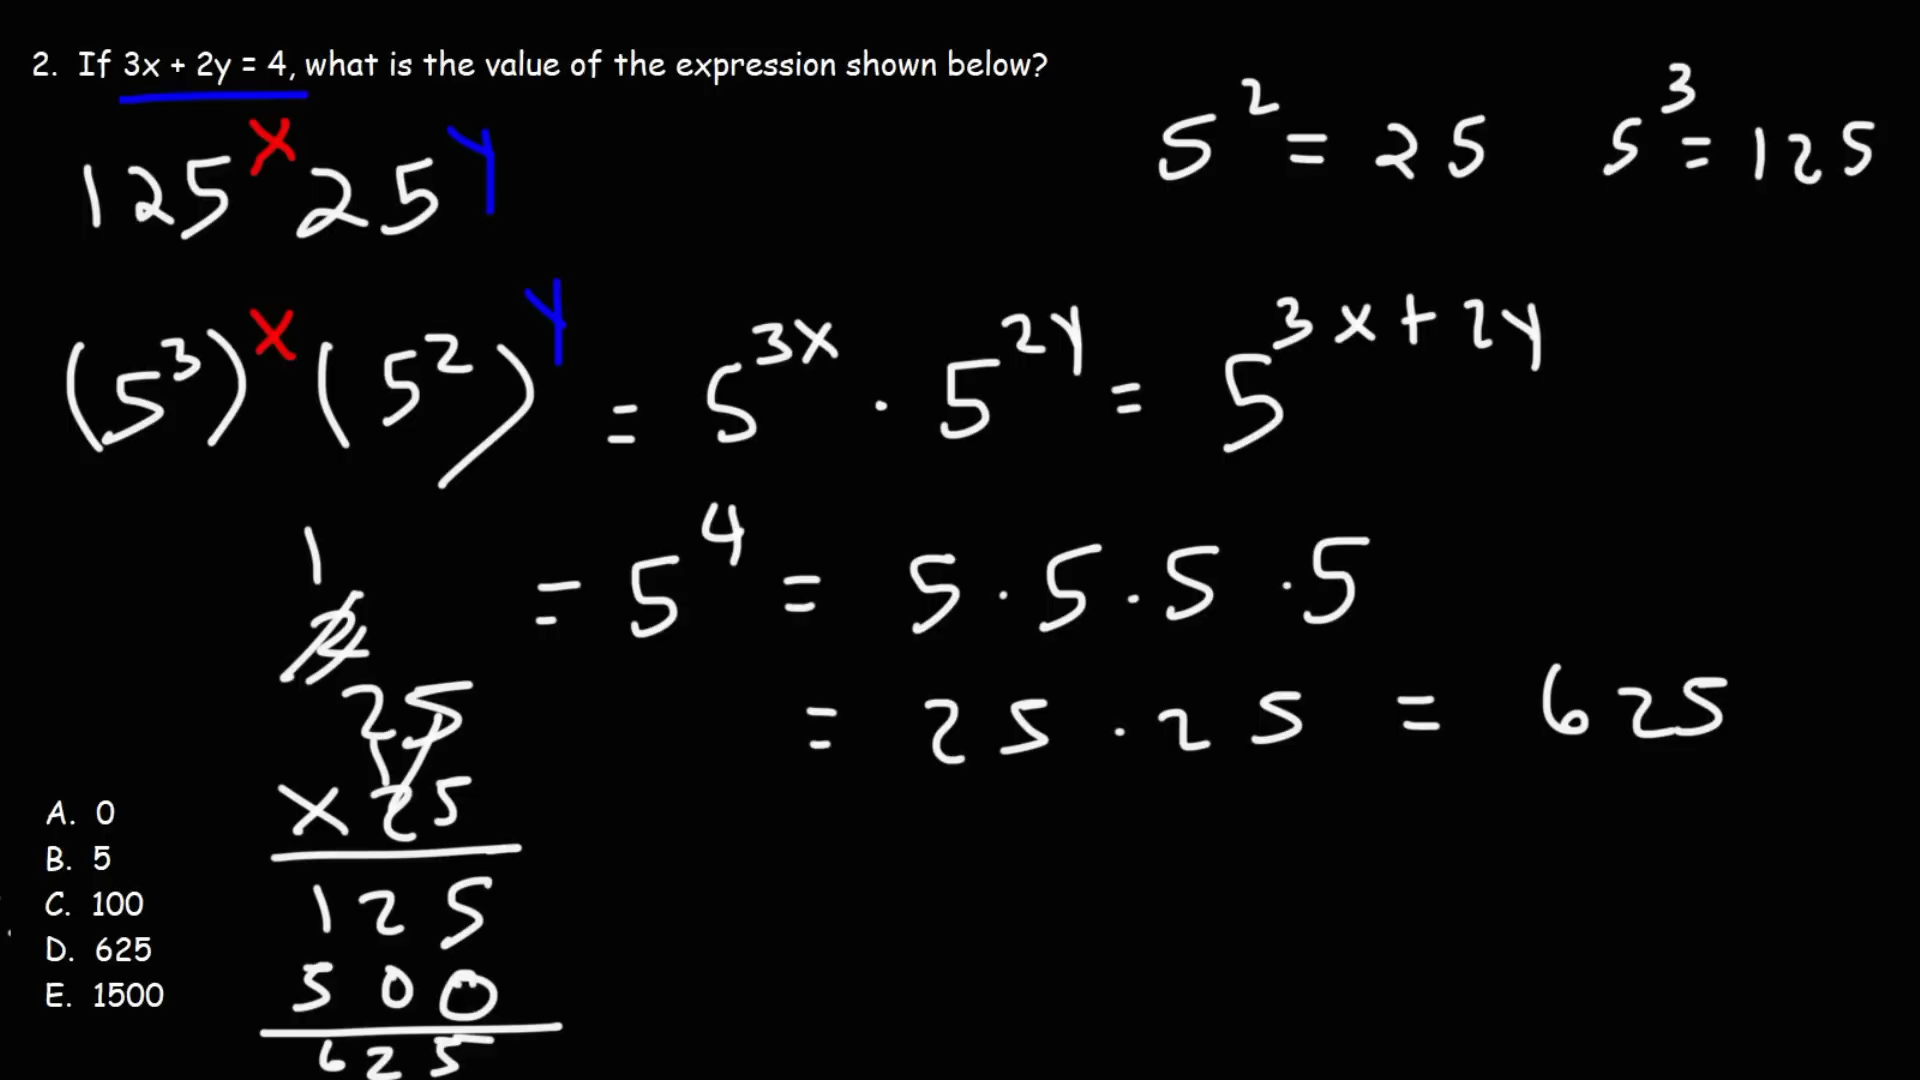 2. If 3x + 2y = 4, what is the value of the expression shown below?
5² = 25 5³ = 125
125ˣ 25ʸ
(5³)ˣ (5²)ʸ = 5³ˣ · 5²ʸ = 5³ˣ⁺²ʸ
= 5⁴ = 5 · 5 · 5 · 5
= 25 · 25 = 625
1
25
x 25
125
500
625
A. 0
B. 5
C. 100
D. 625
E. 1500